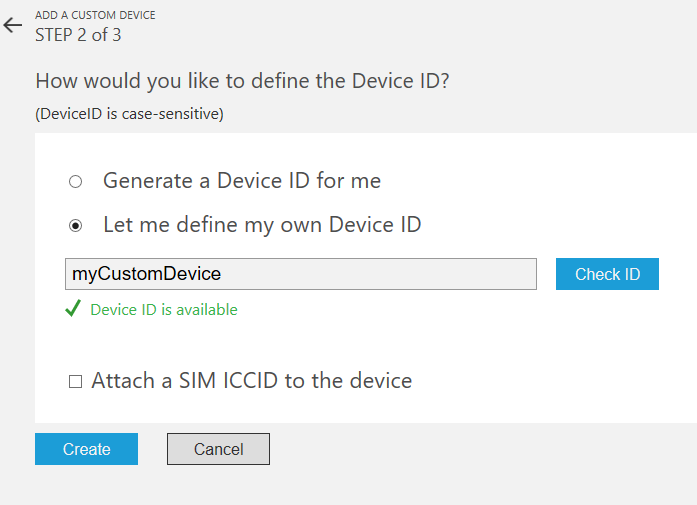 ADD A CUSTOM DEVICE
STEP 2 of 3
How would you like to define the Device ID?
(DeviceID is case-sensitive)
Generate a Device ID for me
Let me define my own Device ID
myCustomDevice
Check ID
Device ID is available
Attach a SIM ICCID to the device
Create
Cancel